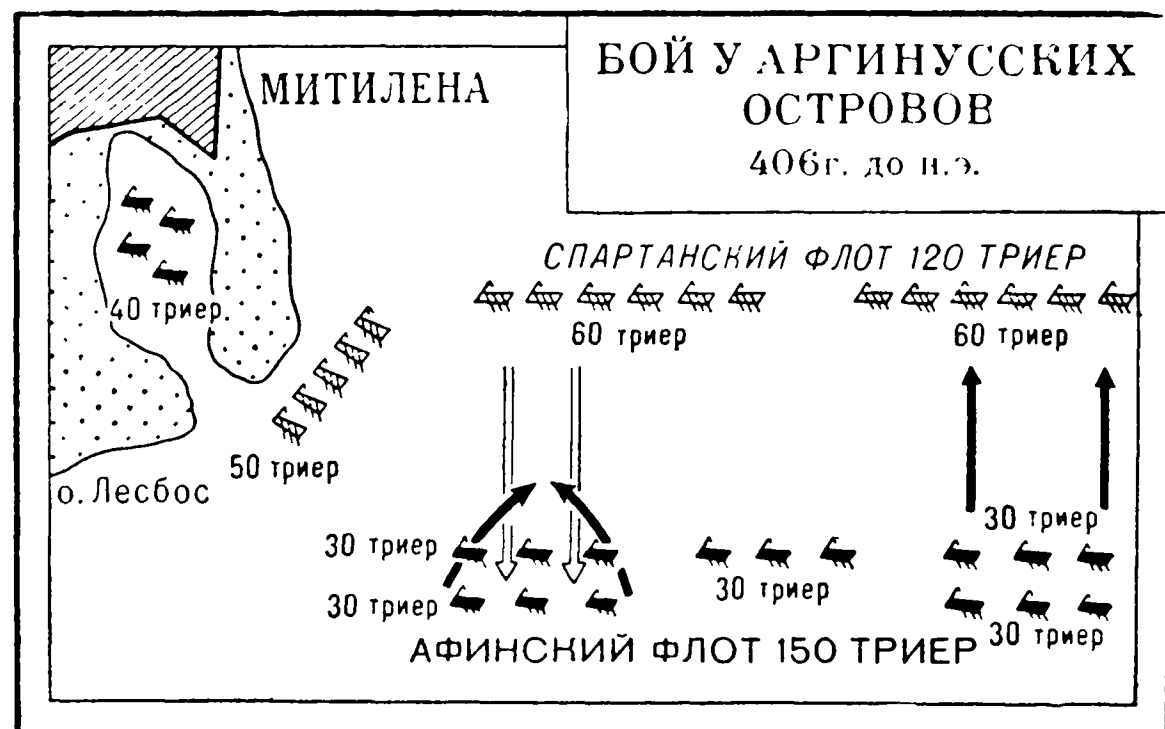 БОЙ У АРГИНУССКИХ
ОСТРОВОВ
406г. до н.э.
МИТИЛЕНА
СПАРТАНСКИЙ ФЛОТ 120 ТРИЕР
40 триер.
60 триер
60 триер
50 триер
о. Лесбос
30 триер
30 триер
30 триер
30 триер
30 триер
АФИНСКИЙ ФЛОТ 150 ТРИЕР